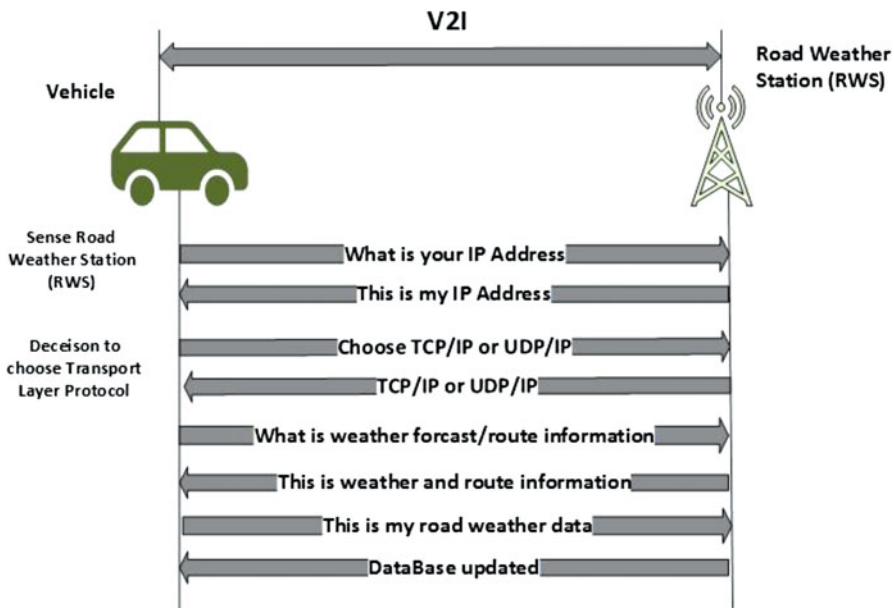 V2I
Vehicle
Road Weather
Station (RWS)
Sense Road
Weather Station
(RWS)
What is your IP Address
This is my IP Address
Deceison to
choose Transport
Layer Protocol
Choose TCP/IP or UDP/IP
TCP/IP or UDP/IP
What is weather forcast/route information
This is weather and route information
This is my road weather data
DataBase updated